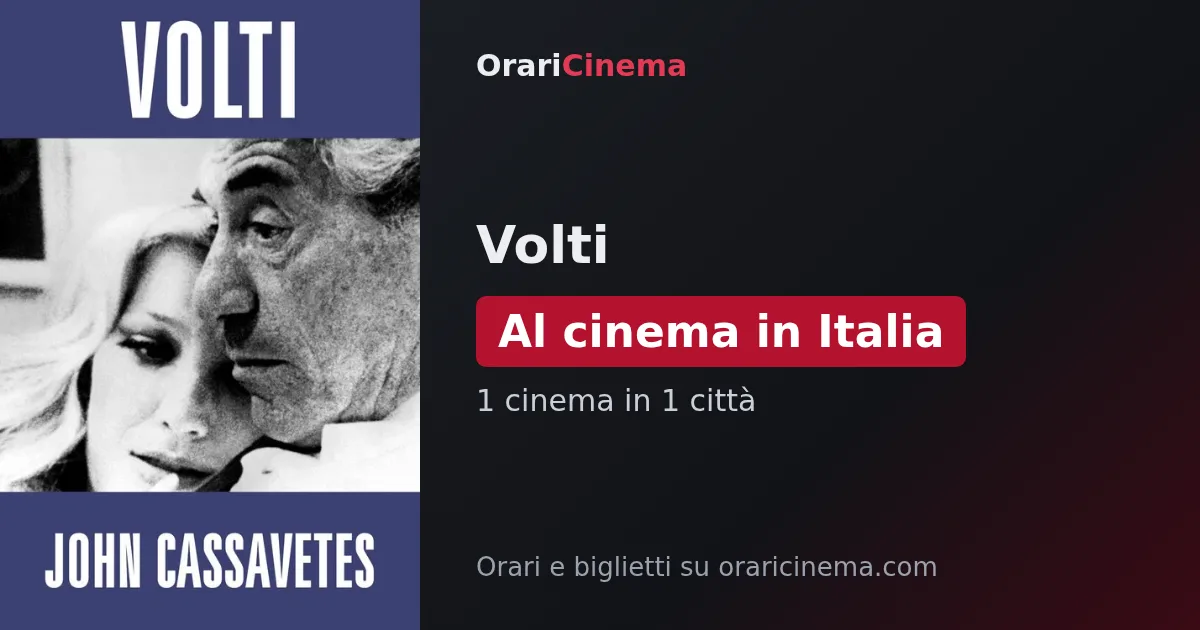 VOLTI
JOHN CASSAVETES
OrariCinema
Volti
Al cinema in Italia
1 cinema in 1 città
Orari e biglietti su oraricinema.com